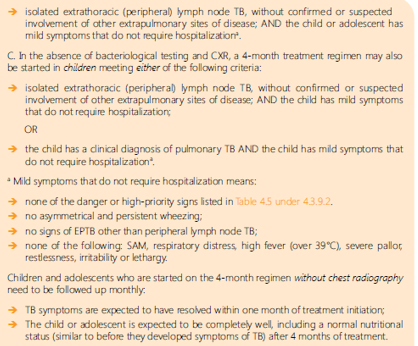 → isolated extrathoracic (peripheral) lymph node TB, without confirmed or suspected
involvement of other extrapulmonary sites of disease; AND the child or adolescent has
mild symptoms that do not require hospitalizationᵃ.
C. In the absence of bacteriological testing and CXR, a 4-month treatment regimen may also
be started in children meeting either of the following criteria:
→ isolated extrathoracic (peripheral) lymph node TB, without confirmed or suspected
involvement of other extrapulmonary sites of disease; AND the child has mild symptoms
that do not require hospitalization;
OR
→ the child has a clinical diagnosis of pulmonary TB AND the child has mild symptoms that
do not require hospitalizationᵃ.
ᵃ Mild symptoms that do not require hospitalization means:
→ none of the danger or high-priority signs listed in Table 4.5 under 4.3.9.2.
→ no asymmetrical and persistent wheezing;
→ no signs of EPTB other than peripheral lymph node TB;
→ none of the following: SAM, respiratory distress, high fever (over 39°C), severe pallor,
restlessness, irritability or lethargy.
Children and adolescents who are started on the 4-month regimen without chest radiography
need to be followed up monthly:
→ TB symptoms are expected to have resolved within one month of treatment initiation;
→ The child or adolescent is expected to be completely well, including a normal nutritional
status (similar to before they developed symptoms of TB) after 4 months of treatment.